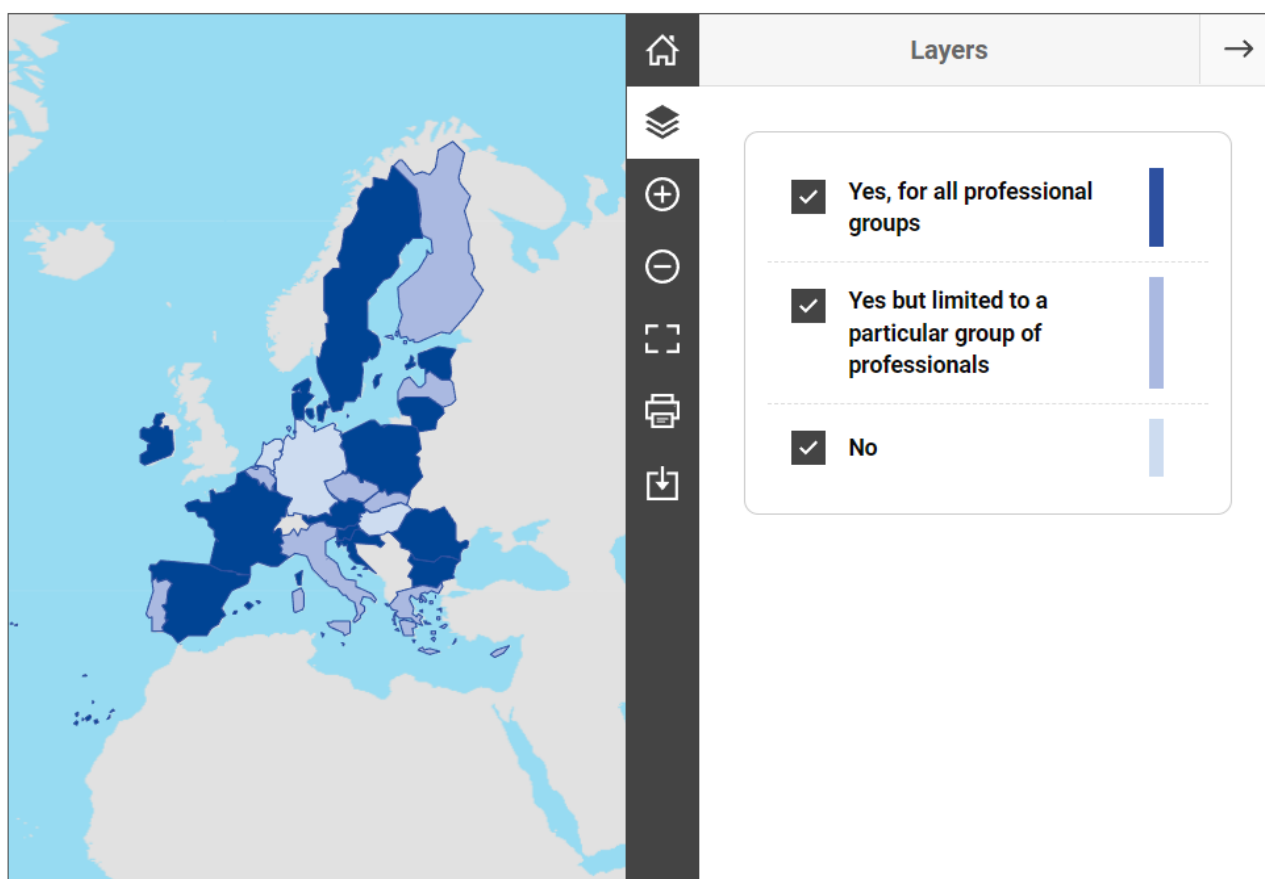 Layers
Yes, for all professional
groups
Yes but limited to a
particular group of
professionals
No